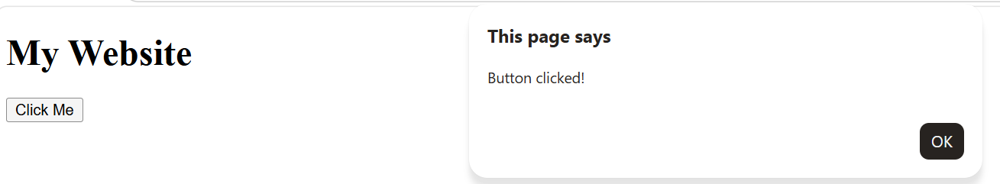 My Website
Click Me
This page says
Button clicked!
OK